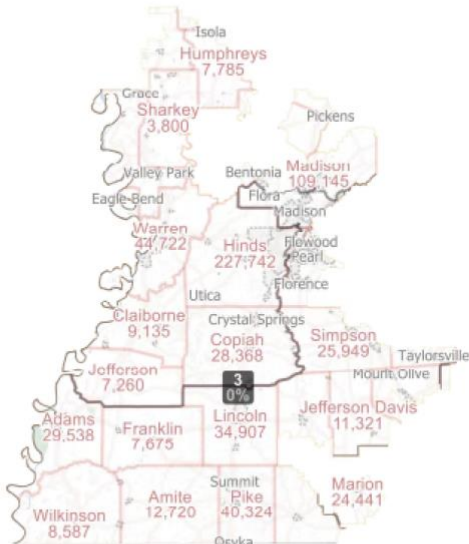 Isola
Humphreys
7,785
Grace
Sharkey
3,800
Pickens
Valley Park
Bentonia
Madison
109,145
Eagle Bend
Flora
Madison
Warren
44,722
Hinds
227,742
Flowood
Pearl
Florence
Utica
Claiborne
9,135
Crystal Springs
Copiah
28,368
Simpson
25,949
Taylorsville
Jefferson
7,260
Mount Olive
3
0%
Adams
29,538
Franklin
7,675
Lincoln
34,907
Jefferson Davis
11,321
Summit
Marion
24,441
Amite
12,720
Pike
40,324
Wilkinson
8,587
Osyka